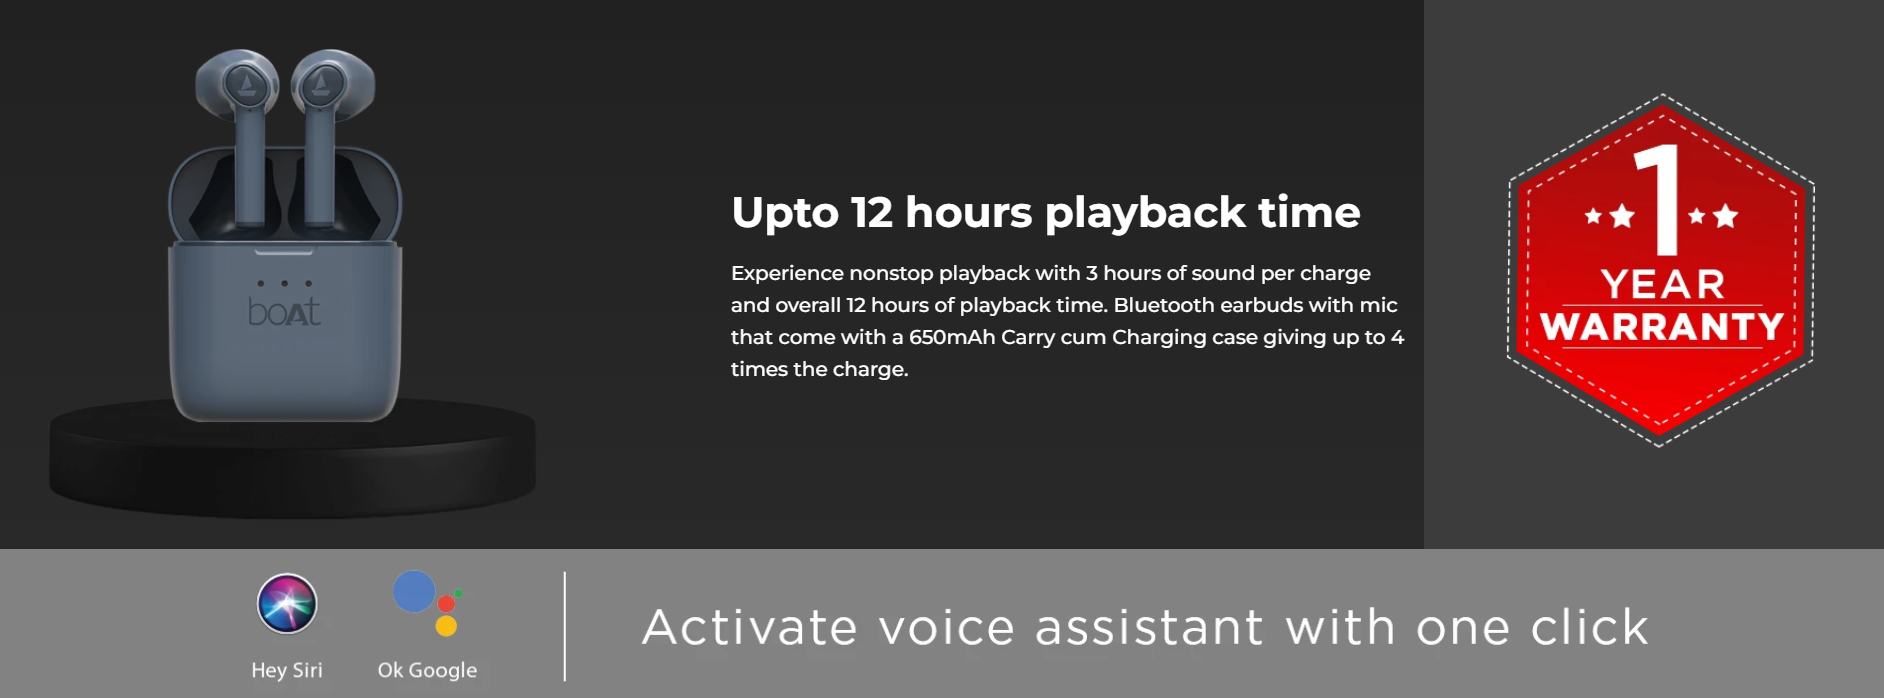 boAt
Upto 12 hours playback time
Experience nonstop playback with 3 hours of sound per charge
and overall 12 hours of playback time. Bluetooth earbuds with mic
that come with a 650mAh Carry cum Charging case giving up to 4
times the charge.
1
YEAR
WARRANTY
Hey Siri
Ok Google
Activate voice assistant with one click